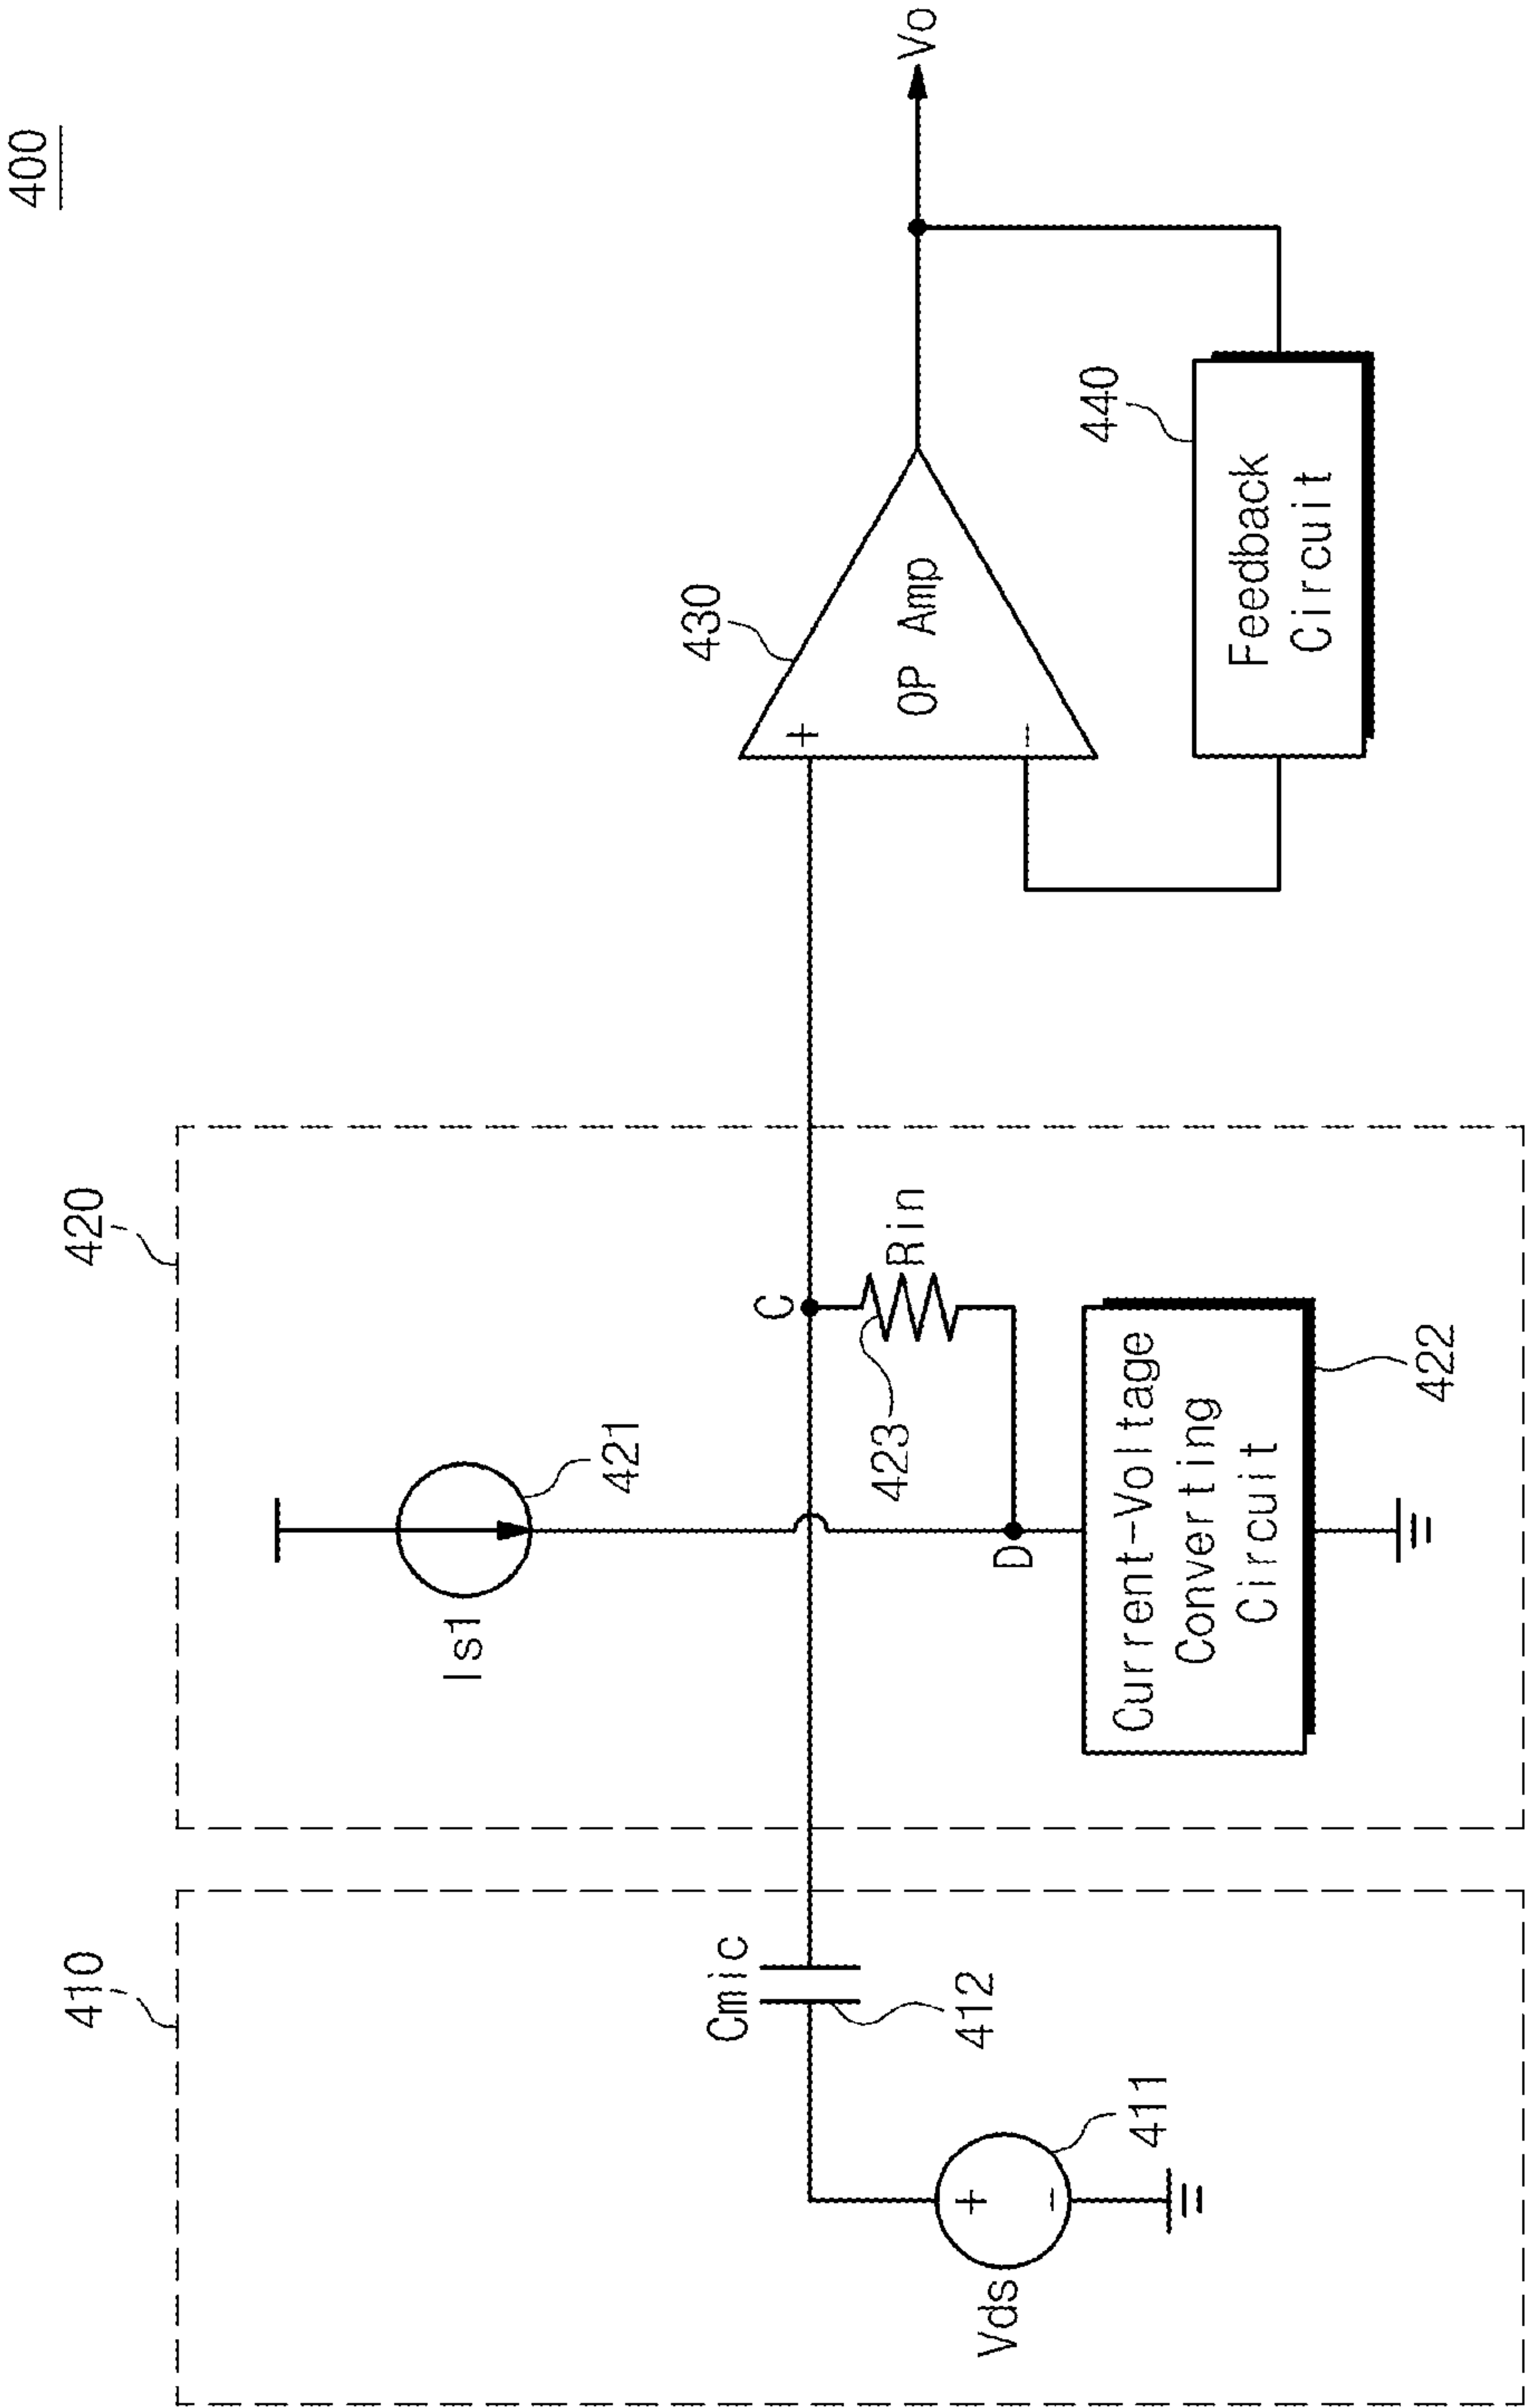 400
410
420
Is1
421
Cmic
412
C
Rin
423
D
Vds
+
−
411
Current-Voltage
Converting
Circuit
422
430
+
−
OP Amp
Vo
440
Feedback
Circuit